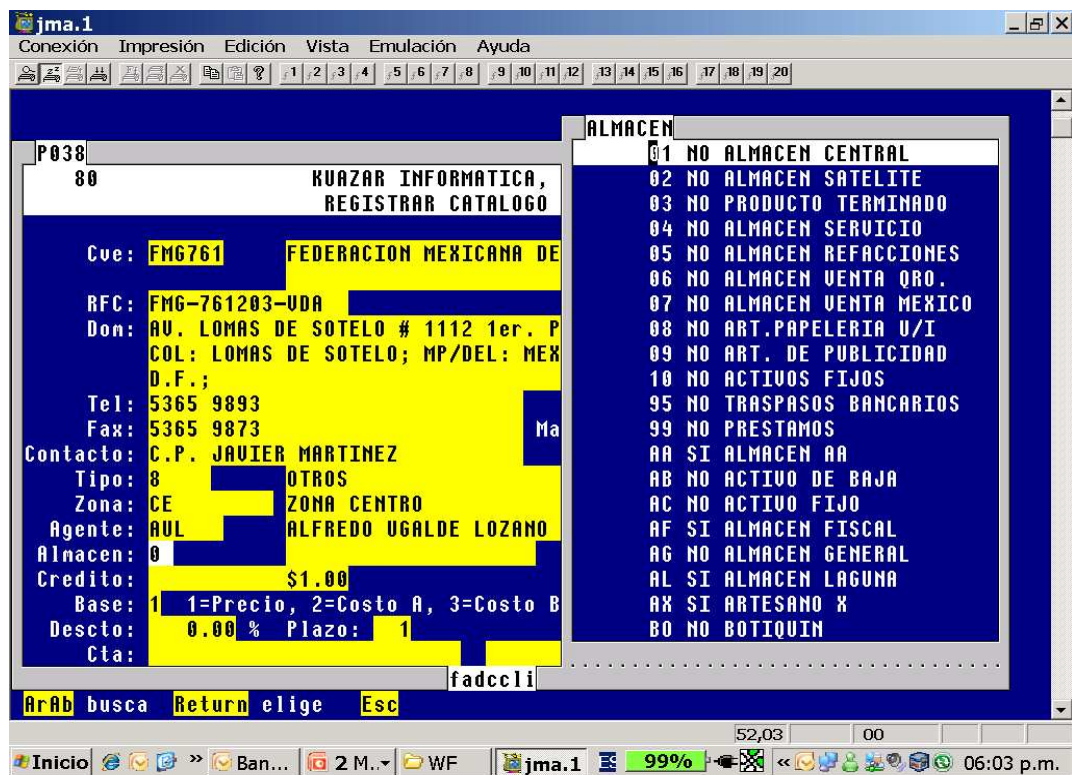 jma.1
Conexión Impresión Edición Vista Emulación Ayuda
1 2 3 4 5 6 7 8 9 10 11 12 13 14 15 16 17 18 19 20
ALMACEN
P038
01 NO ALMACEN CENTRAL
80 KUAZAR INFORMATICA,
02 NO ALMACEN SATELITE
REGISTRAR CATALOGO
03 NO PRODUCTO TERMINADO
04 NO ALMACEN SERVICIO
Cve: FMG761 FEDERACION MEXICANA DE
05 NO ALMACEN REFACCIONES
06 NO ALMACEN VENTA QRO.
RFC: FMG-761203-VDA
07 NO ALMACEN VENTA MEXICO
Dom: AV. LOMAS DE SOTELO # 1112 1er. P
08 NO ART.PAPELERIA V/I
COL: LOMAS DE SOTELO; MP/DEL: MEX
09 NO ART. DE PUBLICIDAD
D.F.;
10 NO ACTIVOS FIJOS
Tel: 5365 9893
95 NO TRASPASOS BANCARIOS
Fax: 5365 9873 Ma
99 NO PRESTAMOS
Contacto: C.P. JAVIER MARTINEZ
AA SI ALMACEN AA
Tipo: 8 OTROS
AB NO ACTIVO DE BAJA
Zona: CE ZONA CENTRO
AC NO ACTIVO FIJO
Agente: AUL ALFREDO UGALDE LOZANO
AF SI ALMACEN FISCAL
Almacen: 0
AG NO ALMACEN GENERAL
Credito: $1.00
AL SI ALMACEN LAGUNA
Base: 1 1=Precio, 2=Costo A, 3=Costo B
AX SI ARTESANO X
Descto: 0.00 % Plazo: 1
BO NO BOTIQUIN
Cta:
fadccli
ArAb busca Return elige Esc
52,03 00
Inicio » Ban... 2 M.. WF jma.1 99% « 06:03 p.m.